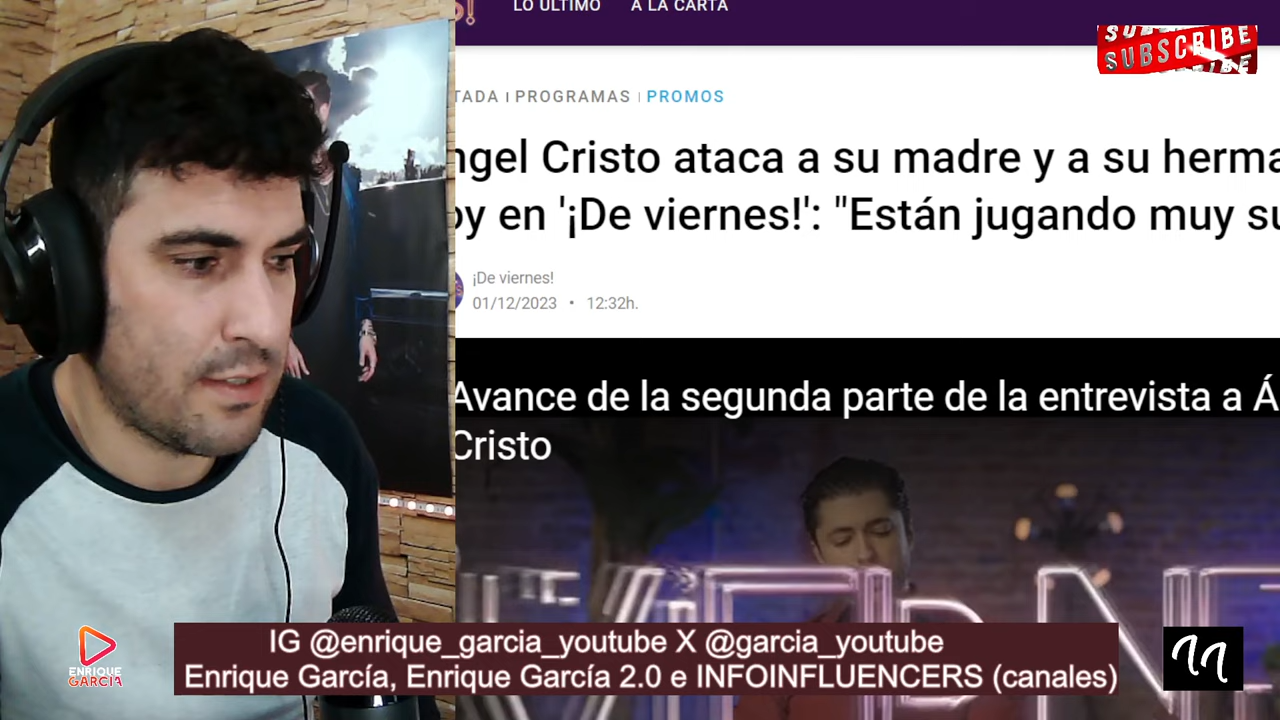 LO ÚLTIMO A LA CARTA
SUBSCRIBE
TADA | PROGRAMAS | PROMOS
ngel Cristo ataca a su madre y a su herma
oy en '¡De viernes!': "Están jugando muy su
¡De viernes!
01/12/2023 • 12:32h.
Avance de la segunda parte de la entrevista a Á
Cristo
VIERNE
IG @enrique_garcia_youtube X @garcia_youtube
Enrique García, Enrique García 2.0 e INFOINFLUENCERS (canales)
ENRIQUE
GARCÍA